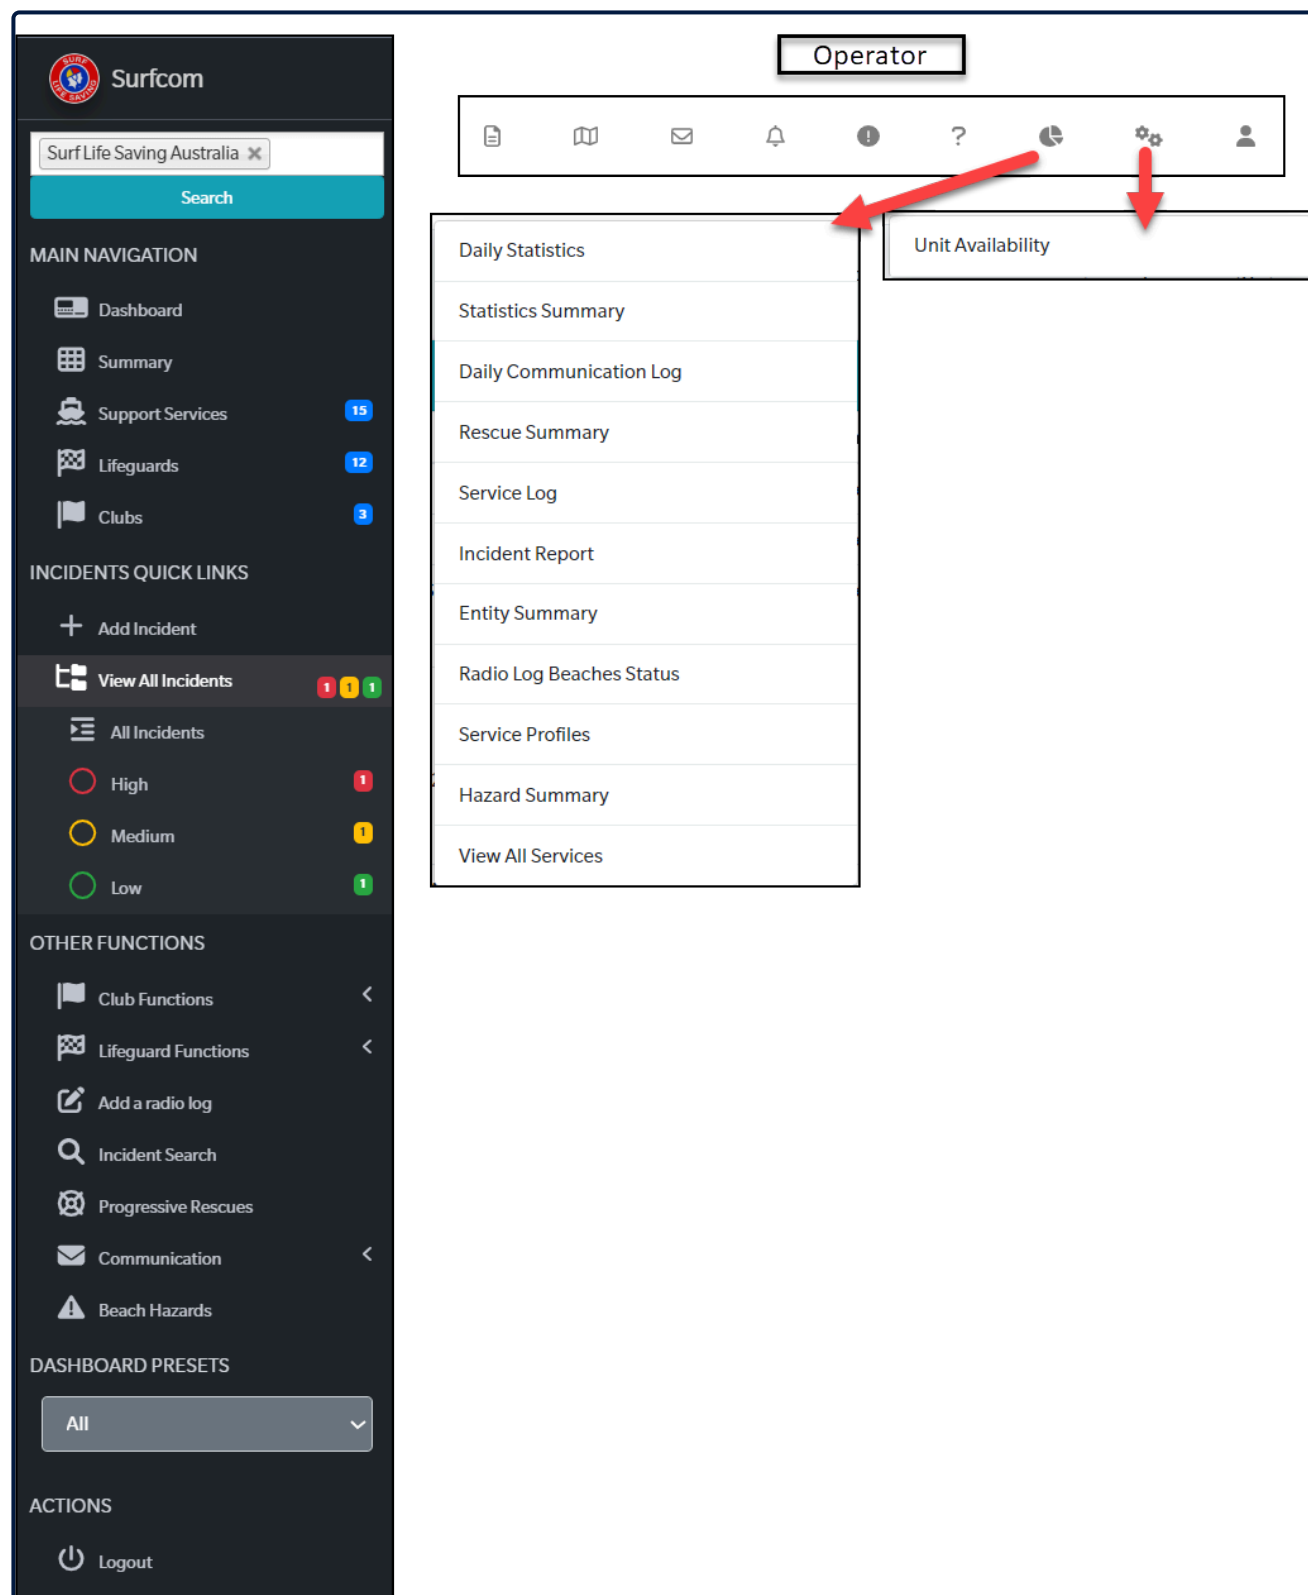 Surfcom
Surf Life Saving Australia ×
Search
MAIN NAVIGATION
Dashboard
Summary
Support Services 15
Lifeguards 12
Clubs 3
INCIDENTS QUICK LINKS
Add Incident
View All Incidents 1 1 1
All Incidents
High 1
Medium 1
Low 1
OTHER FUNCTIONS
Club Functions
Lifeguard Functions
Add a radio log
Incident Search
Progressive Rescues
Communication
Beach Hazards
DASHBOARD PRESETS
All
ACTIONS
Logout
Operator
?
Daily Statistics
Statistics Summary
Daily Communication Log
Rescue Summary
Service Log
Incident Report
Entity Summary
Radio Log Beaches Status
Service Profiles
Hazard Summary
View All Services
Unit Availability